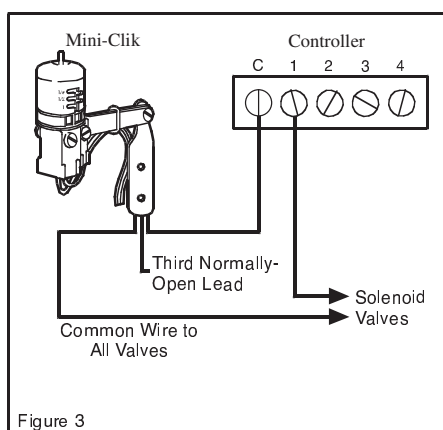 Mini-Clik
Controller
C 1 2 3 4
Third Normally-
Open Lead
Solenoid
Valves
Common Wire to
All Valves
Figure 3